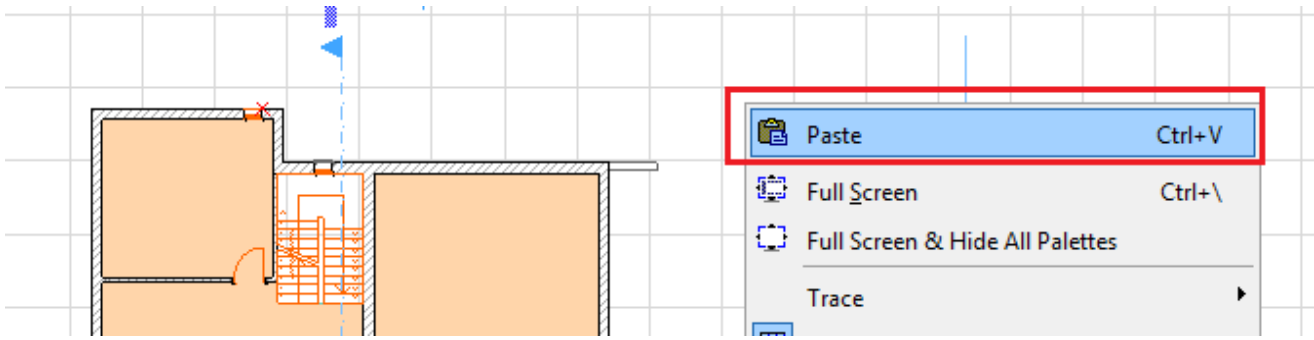 Paste Ctrl+V
Full Screen Ctrl+\
Full Screen & Hide All Palettes
Trace